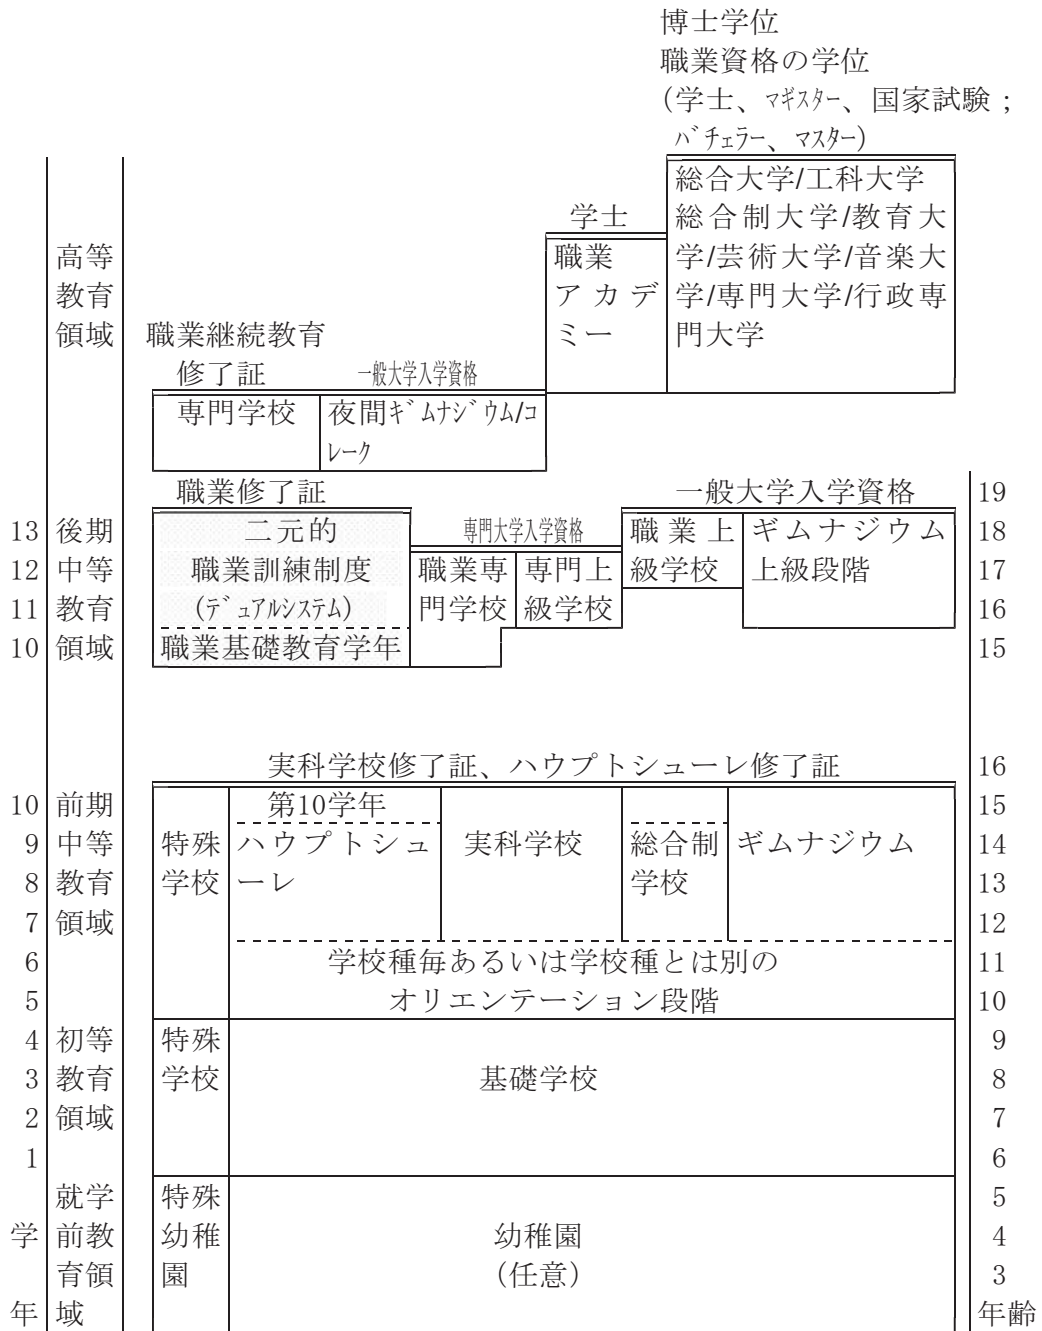 博士学位
職業資格の学位
(学士、マギスター、国家試験；
バチェラー、マスター)
総合大学/工科大学
学士 総合制大学/教育大
高等 職業 学/芸術大学/音楽大
教育 アカデ 学/専門大学/行政専
領域 職業継続教育 ミー 門大学
修了証 一般大学入学資格
専門学校 夜間ギムナジウム/コ
レーク
職業修了証 一般大学入学資格 19
13 後期 二元的 専門大学入学資格 職業上 ギムナジウム 18
12 中等 職業訓練制度 職業専 専門上 級学校 上級段階 17
11 教育 (デュアルシステム) 門学校 級学校 16
10 領域 職業基礎教育学年 15
実科学校修了証、ハウプトシューレ修了証 16
10 前期 第10学年 15
9 中等 特殊 ハウプトシュ 実科学校 総合制 ギムナジウム 14
8 教育 学校 ーレ 学校 13
7 領域 12
6 学校種毎あるいは学校種とは別の 11
5 オリエンテーション段階 10
4 初等 特殊 9
3 教育 学校 基礎学校 8
2 領域 7
1 6
就学 特殊 5
学 前教 幼稚 幼稚園 4
育領 園 (任意) 3
年 域 年齢